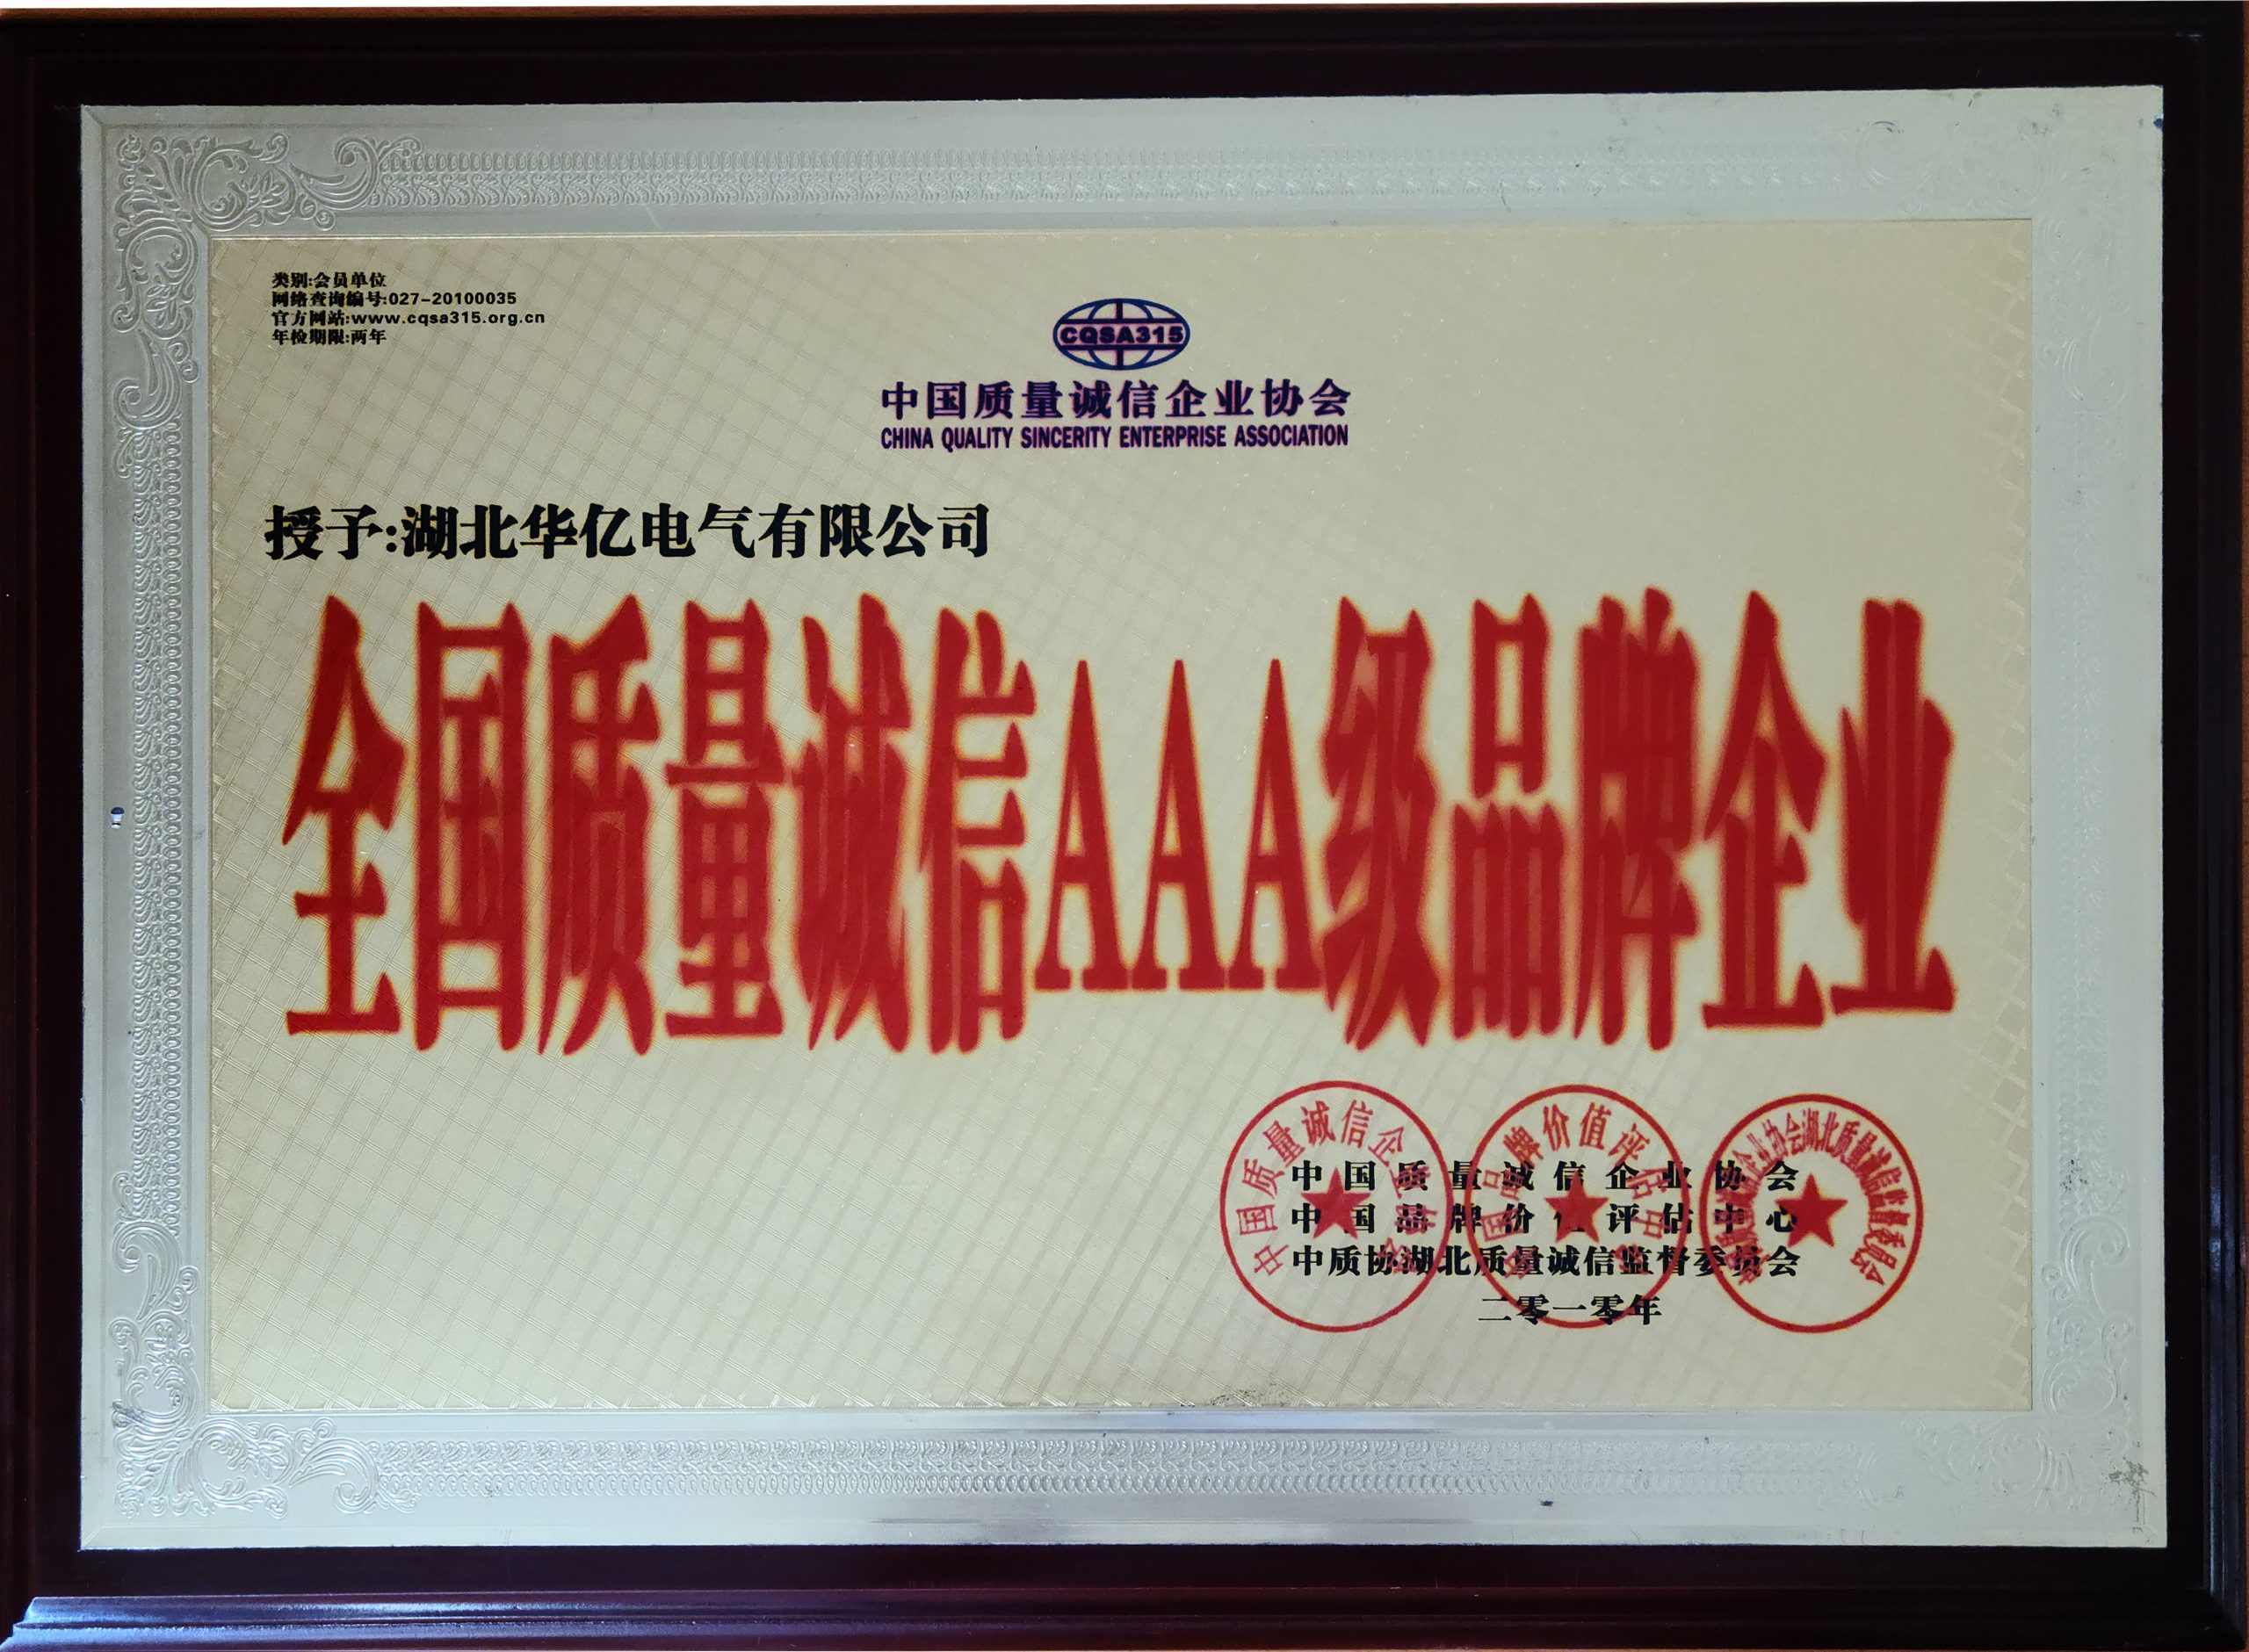 类别:会员单位
网络查询编号:027-20100035
官方网站:www.cqsa315.org.cn
年检期限:两年
CQSA315
中国质量诚信企业协会
CHINA QUALITY SINCERITY ENTERPRISE ASSOCIATION
授予:湖北华亿电气有限公司
全国质量诚信AAA级品牌企业
中国质量诚信企业协会
中国品牌价值评估中心
中质协湖北质量诚信监督委员会
二零一零年